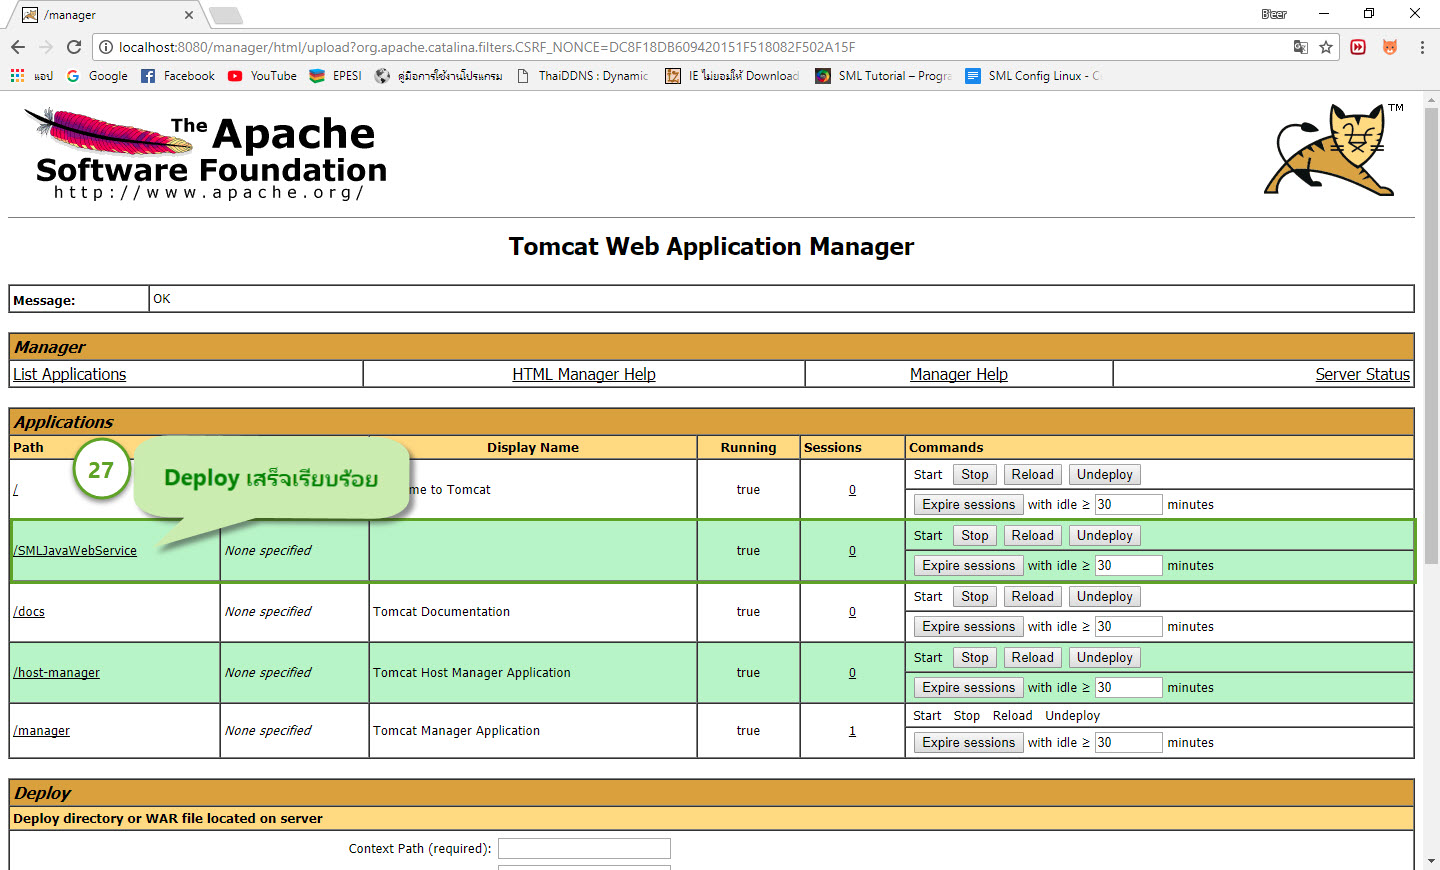 /manager
B'eer
localhost:8080/manager/html/upload?org.apache.catalina.filters.CSRF_NONCE=DC8F18DB609420151F518082F502A15F
แอป Google Facebook YouTube EPESI คู่มือการใช้งานโปรแกรม ThaiDDNS : Dynamic IE ไม่ยอมให้ Download SML Tutorial – Progra SML Config Linux - C
The Apache
Software Foundation
http://www.apache.org/
TM
Tomcat Web Application Manager
Message: OK
Manager
List Applications HTML Manager Help Manager Help Server Status
Applications
Path Display Name Running Sessions Commands
27 Deploy เสร็จเรียบร้อย
/ me to Tomcat true 0 Start Stop Reload Undeploy
Expire sessions with idle ≥ 30 minutes
/SMLJavaWebService None specified true 0 Start Stop Reload Undeploy
Expire sessions with idle ≥ 30 minutes
/docs None specified Tomcat Documentation true 0 Start Stop Reload Undeploy
Expire sessions with idle ≥ 30 minutes
/host-manager None specified Tomcat Host Manager Application true 0 Start Stop Reload Undeploy
Expire sessions with idle ≥ 30 minutes
/manager None specified Tomcat Manager Application true 1 Start Stop Reload Undeploy
Expire sessions with idle ≥ 30 minutes
Deploy
Deploy directory or WAR file located on server
Context Path (required):